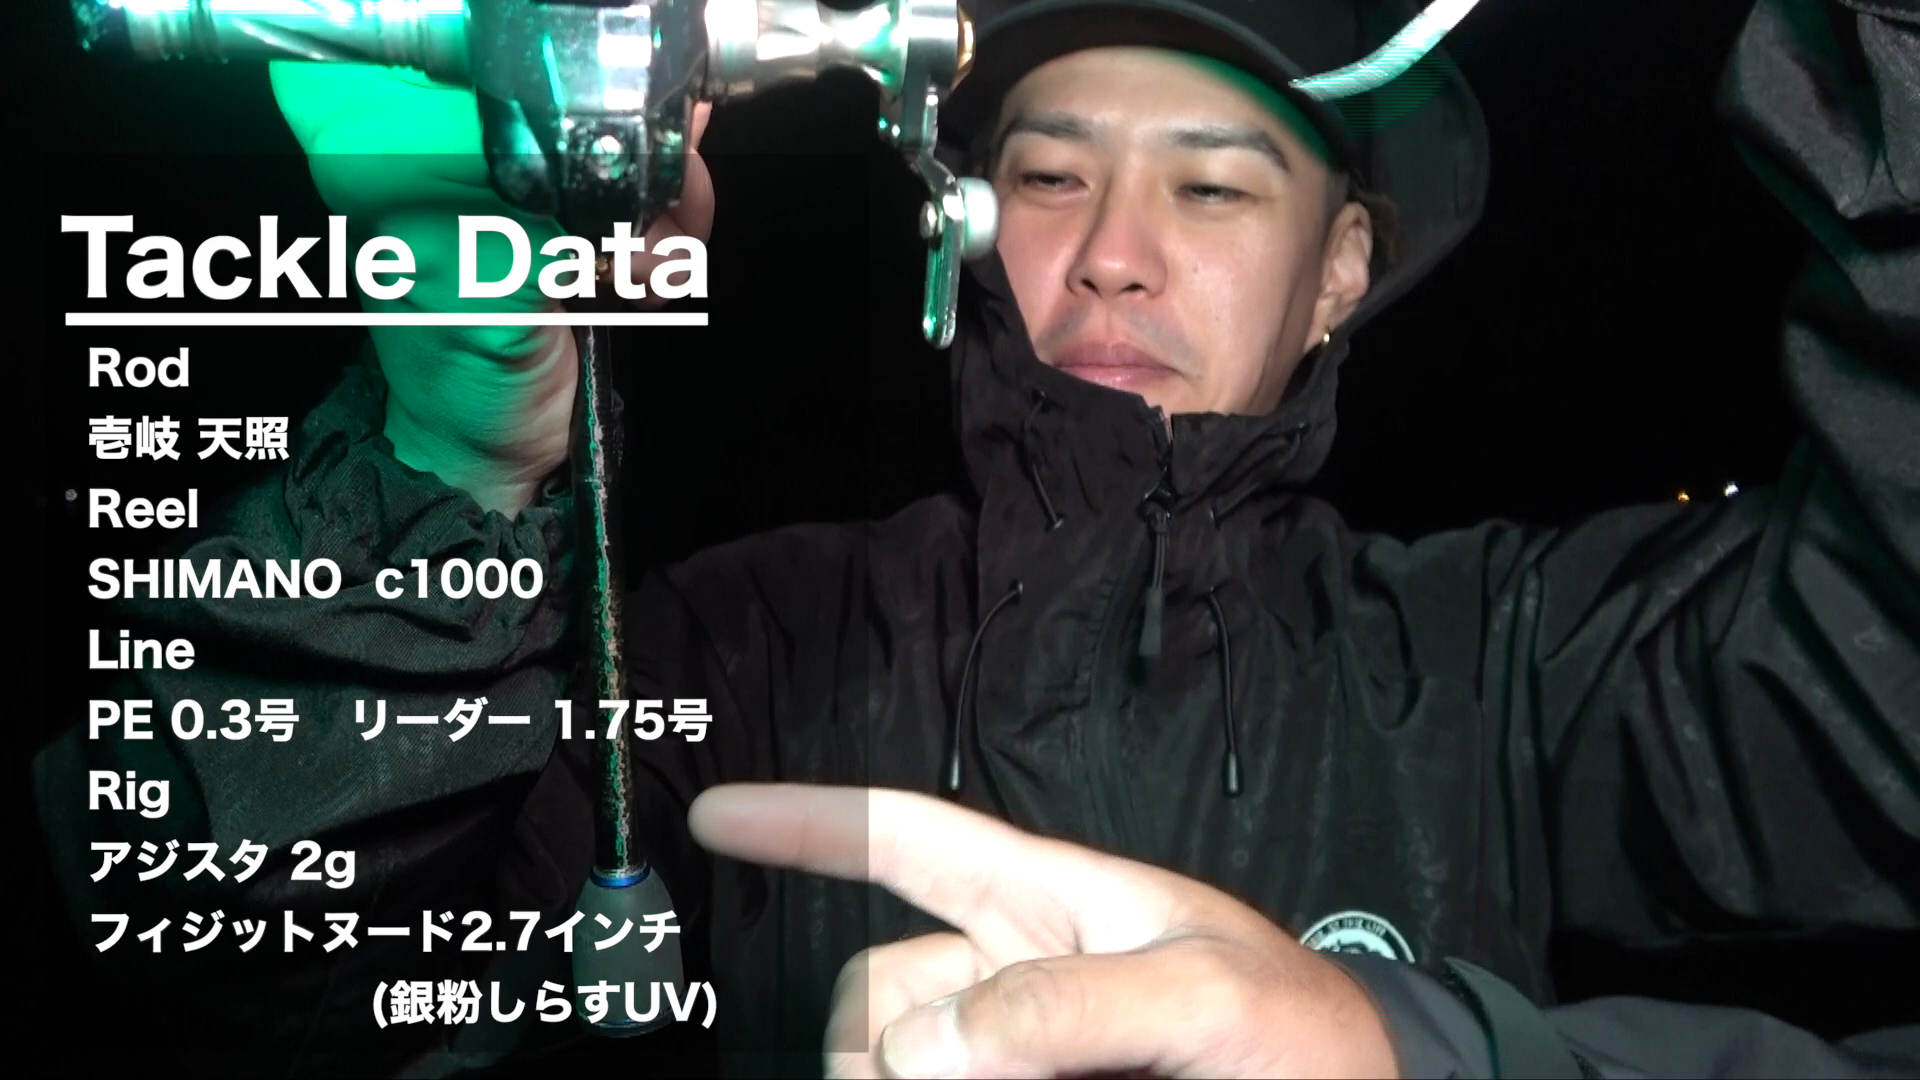 Tackle Data
Rod
壱岐 天照
Reel
SHIMANO c1000
Line
PE 0.3号　リーダー 1.75号
Rig
アジスタ 2g
フィジットヌード2.7インチ
(銀粉しらすUV)